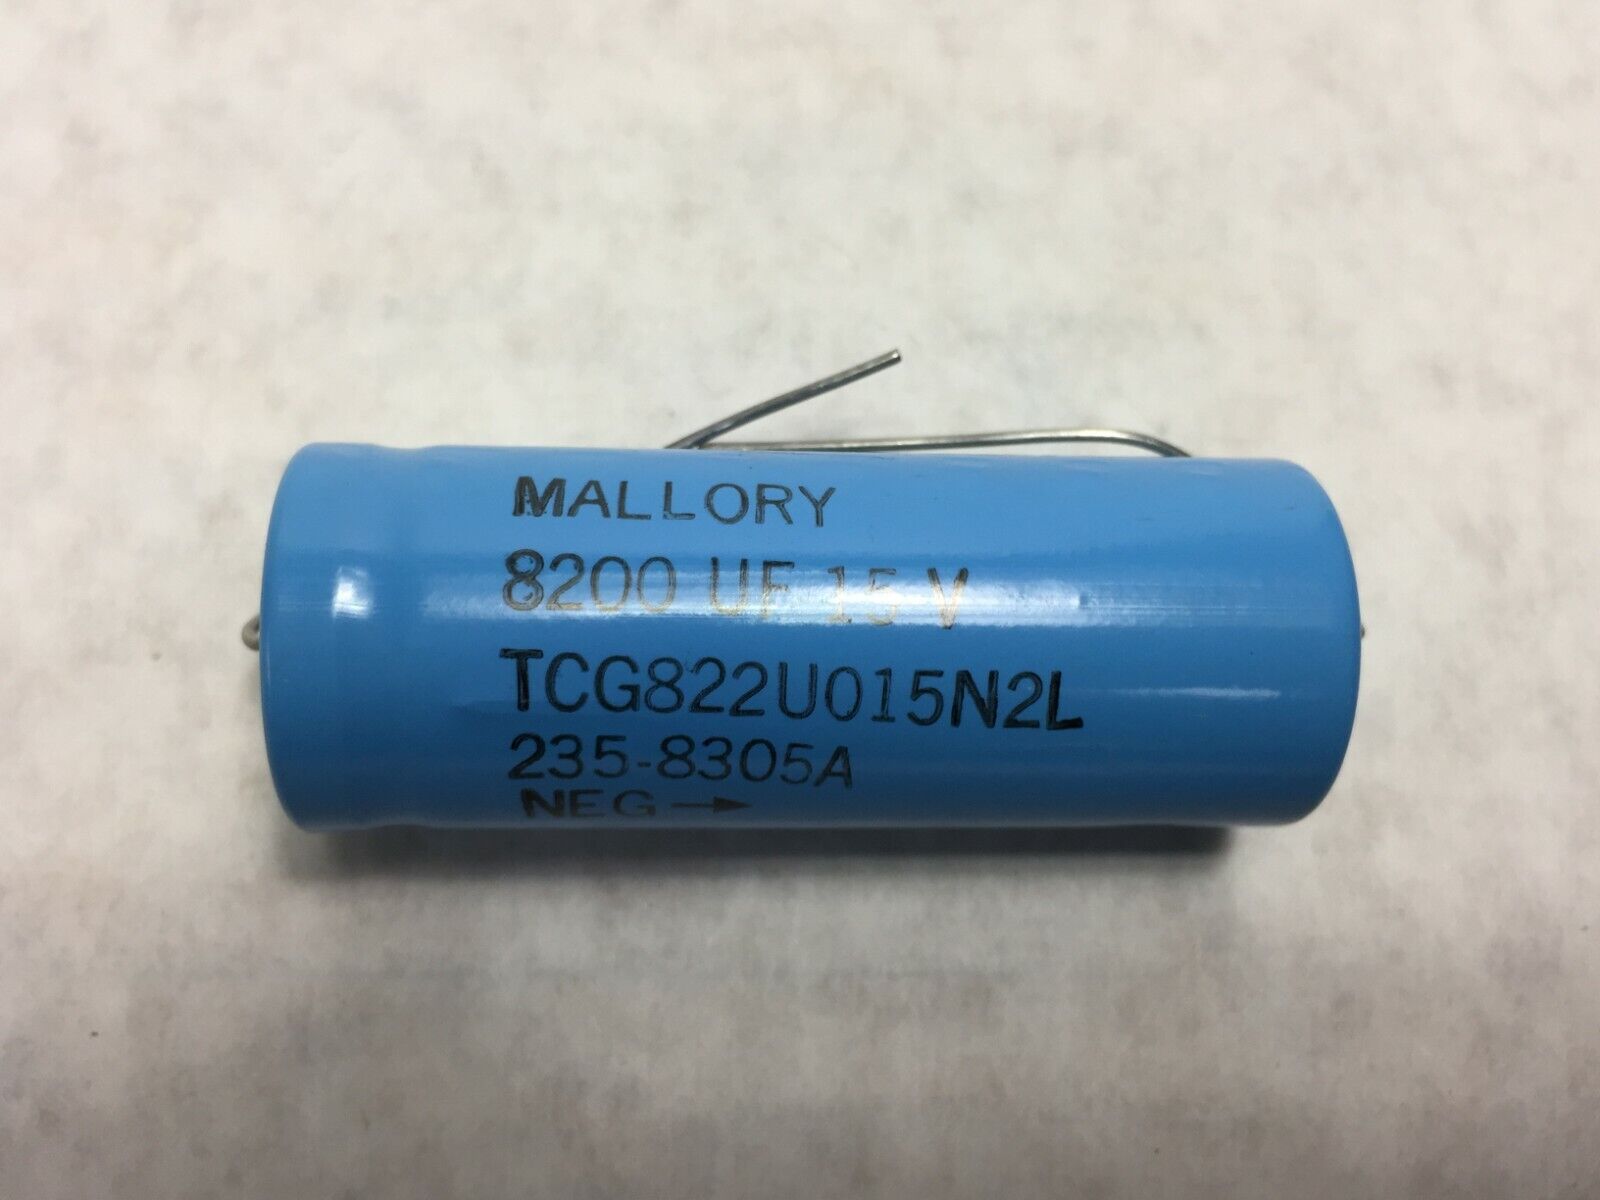 MALLORY
8200 UF 15 V
TCG822U015N2L
235-8305A
NEG →